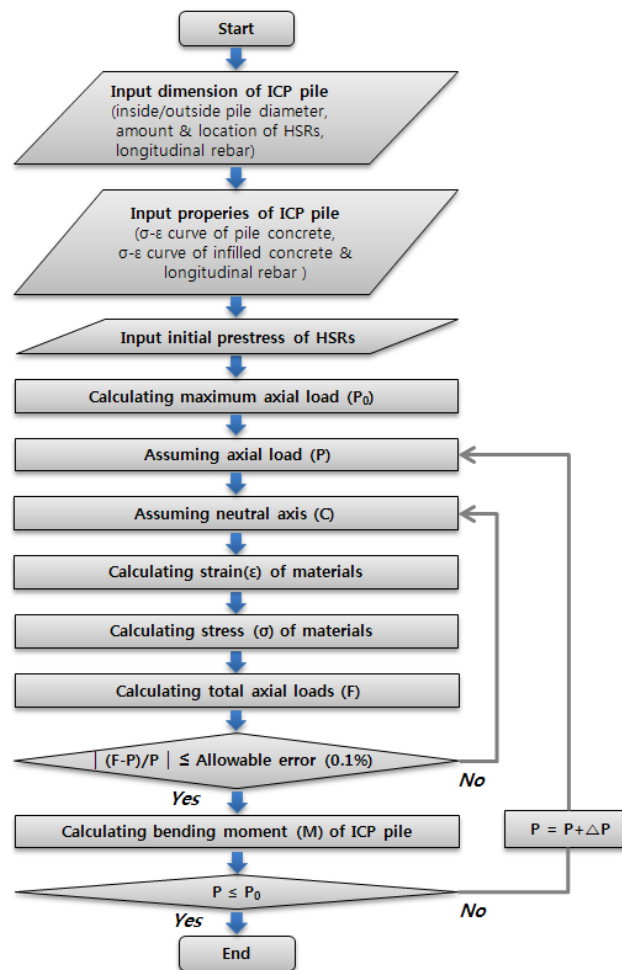 Start
Input dimension of ICP pile
(inside/outside pile diameter,
amount & location of HSRs,
longitudinal rebar)
Input properies of ICP pile
(σ-ε curve of pile concrete,
σ-ε curve of infilled concrete &
longitudinal rebar )
Input initial prestress of HSRs
Calculating maximum axial load (P₀)
Assuming axial load (P)
Assuming neutral axis (C)
Calculating strain(ε) of materials
Calculating stress (σ) of materials
Calculating total axial loads (F)
| (F-P)/P | ≤ Allowable error (0.1%)
No
Yes
Calculating bending moment (M) of ICP pile
P = P+△P
P ≤ P₀
No
Yes
End